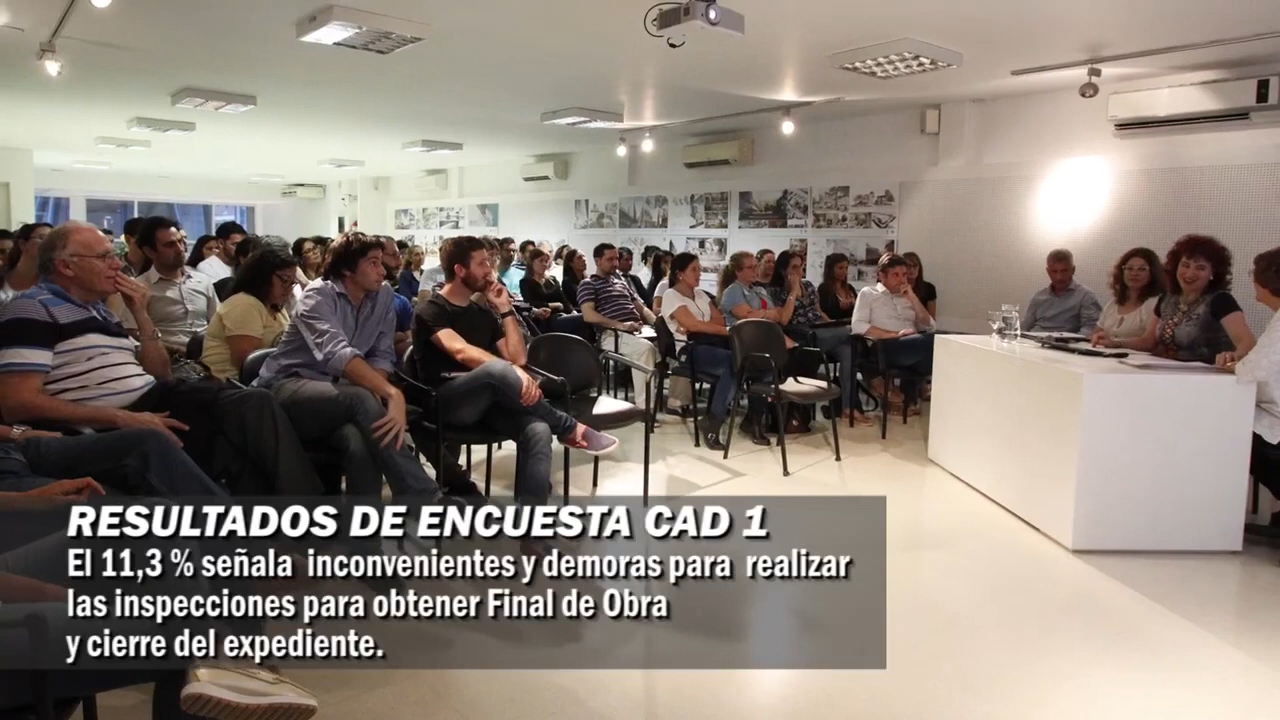 RESULTADOS DE ENCUESTA CAD 1
El 11,3 % señala inconvenientes y demoras para realizar
las inspecciones para obtener Final de Obra
y cierre del expediente.